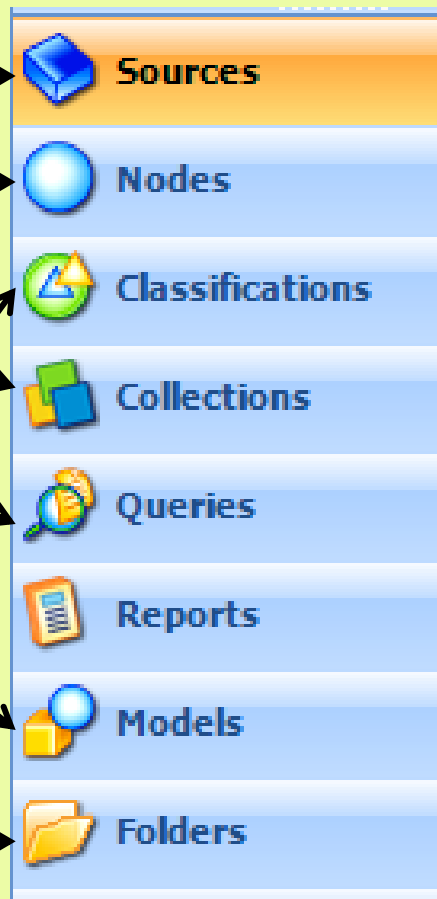 Sources
Nodes
Classifications
Collections
Queries
Reports
Models
Folders